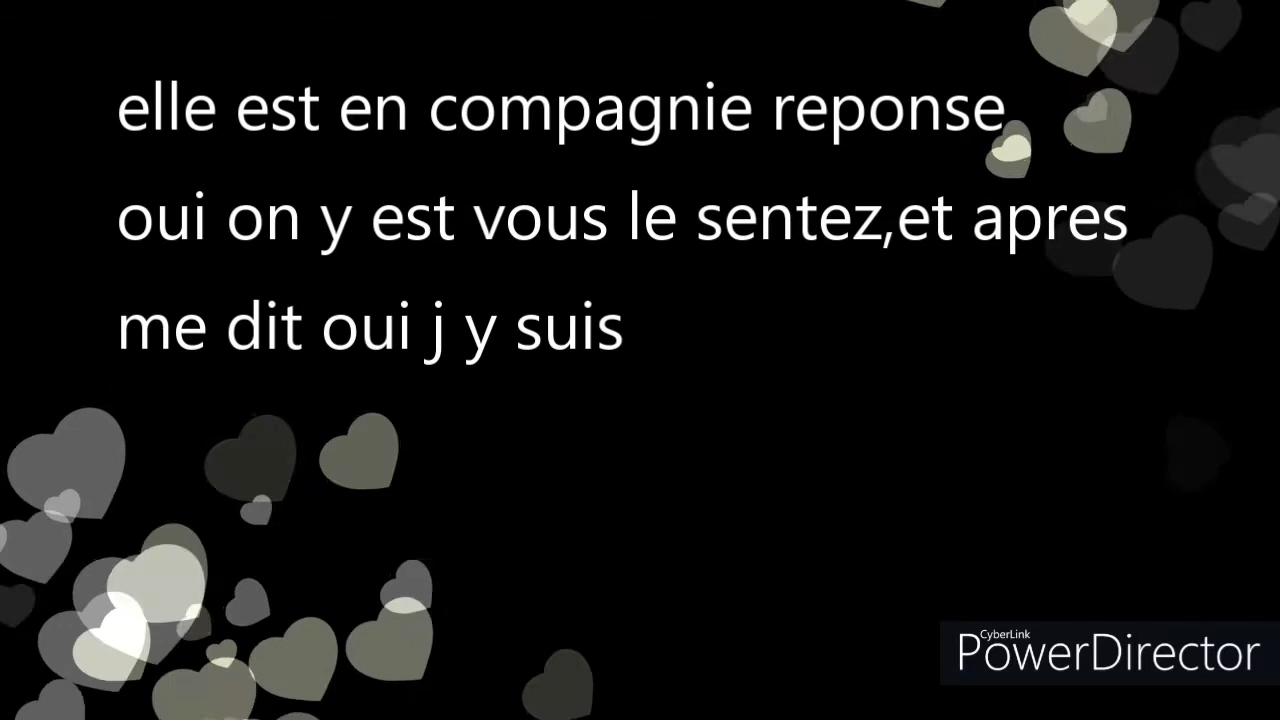 elle est en compagnie reponse
oui on y est vous le sentez,et apres
me dit oui j y suis
CyberLink
PowerDirector